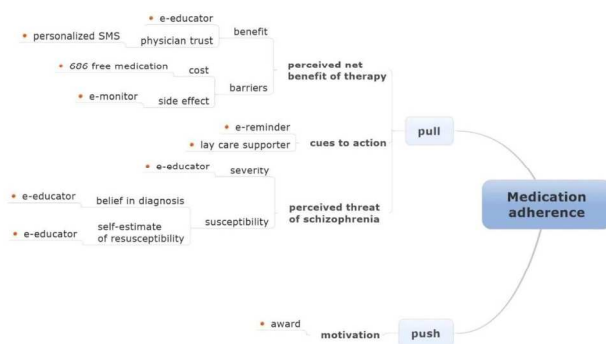 e-educator
benefit
personalized SMS
physician trust
perceived net
benefit of therapy
686 free medication
cost
barriers
e-monitor
side effect
e-reminder
pull
lay care supporter
cues to action
e-educator
severity
Medication
adherence
e-educator
belief in diagnosis
perceived threat
of schizophrenia
susceptibility
e-educator
self-estimate
of resusceptibility
award
motivation
push